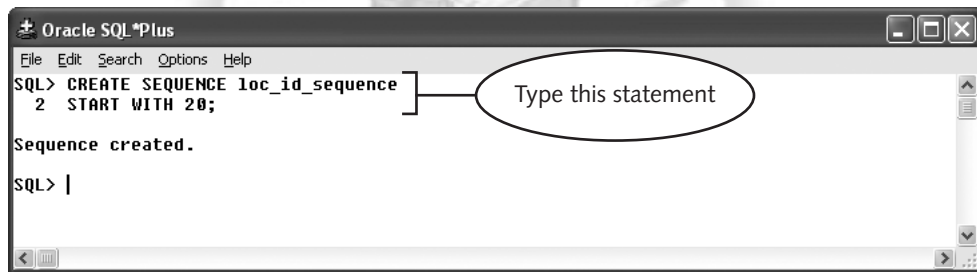 Oracle SQL*Plus
File Edit Search Options Help
SQL> CREATE SEQUENCE loc_id_sequence
2 START WITH 20;
Type this statement
Sequence created.
SQL>